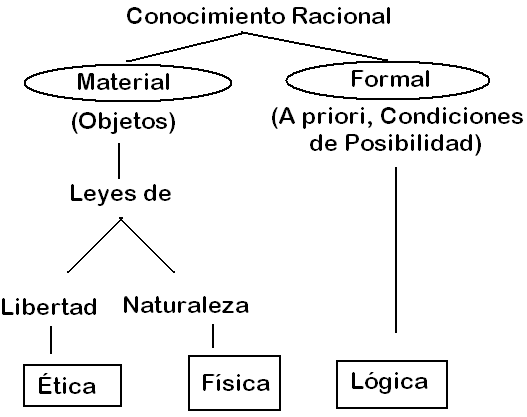 Conocimiento Racional
Material
Formal
(Objetos)
(A priori, Condiciones
de Posibilidad)
Leyes de
Libertad
Naturaleza
Ética
Física
Lógica